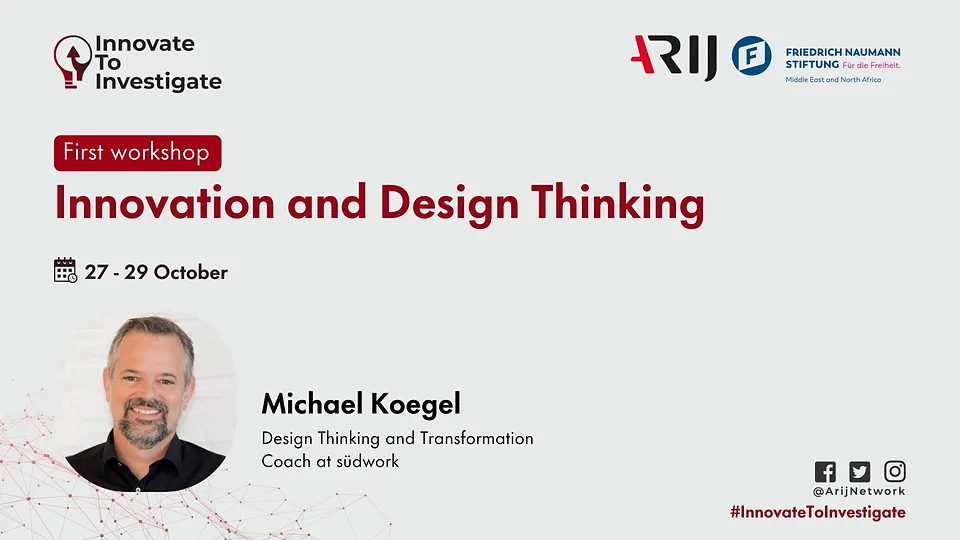 Innovate
To
Investigate
ARIJ
FRIEDRICH NAUMANN
STIFTUNG Für die Freiheit.
Middle East and North Africa
First workshop
Innovation and Design Thinking
27 - 29 October
Michael Koegel
Design Thinking and Transformation
Coach at südwork
@ArijNetwork
#InnovateToInvestigate